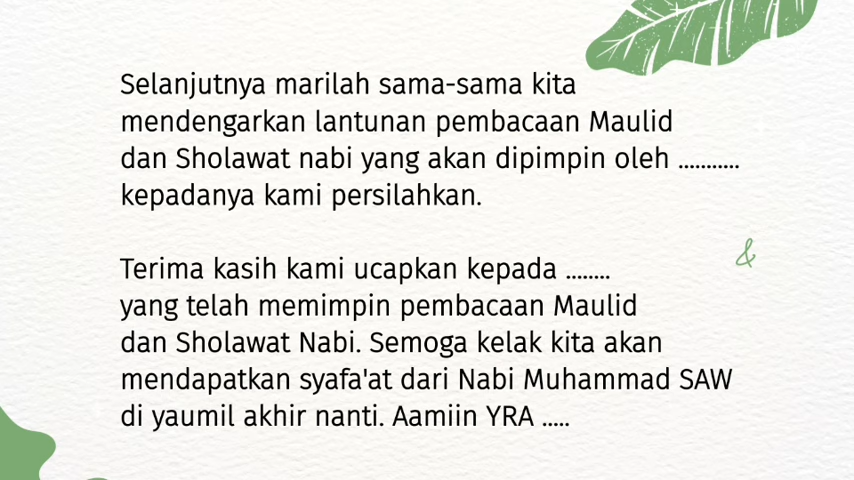 Selanjutnya marilah sama-sama kita
mendengarkan lantunan pembacaan Maulid
dan Sholawat nabi yang akan dipimpin oleh ...........
kepadanya kami persilahkan.
&
Terima kasih kami ucapkan kepada ........
yang telah memimpin pembacaan Maulid
dan Sholawat Nabi. Semoga kelak kita akan
mendapatkan syafa'at dari Nabi Muhammad SAW
di yaumil akhir nanti. Aamiin YRA .....